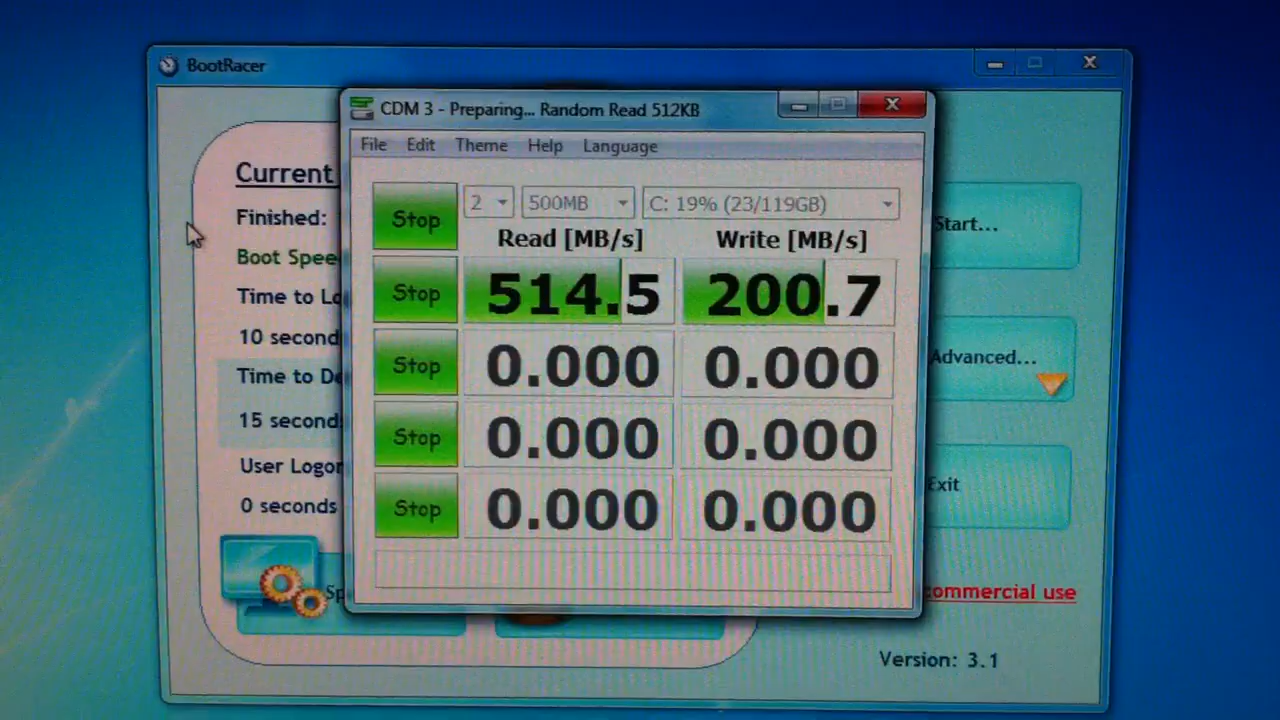 BootRacer
CDM 3 - Preparing... Random Read 512KB
File Edit Theme Help Language
Current
Finished:
Boot Spee
Time to Lo
10 second
Time to De
15 second
User Logon
0 seconds
Stop 2 500MB C: 19% (23/119GB)
Read [MB/s] Write [MB/s]
Stop 514.5 200.7
Stop 0.000 0.000
Stop 0.000 0.000
Stop 0.000 0.000
Start...
Advanced...
Exit
Sp
commercial use
Version: 3.1